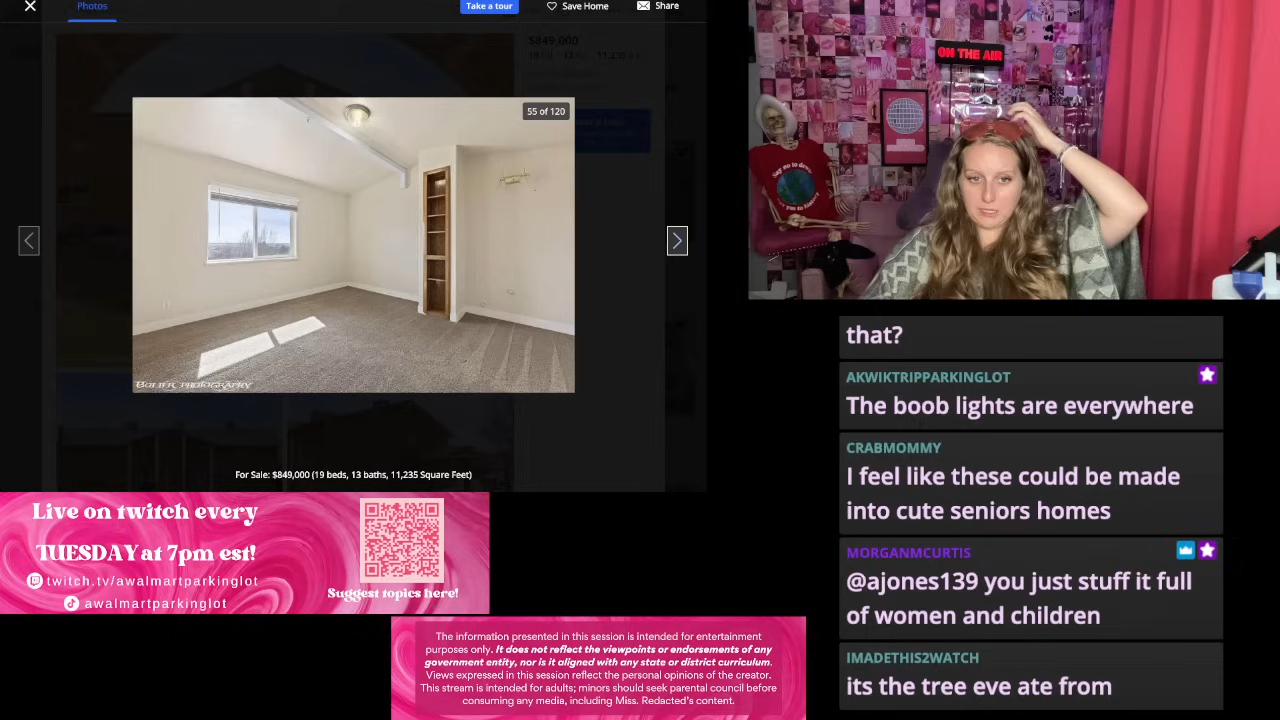 Photos
Take a tour
Save Home
Share
$849,000
55 of 120
ON THE AIR
For Sale: $849,000 (19 beds, 13 baths, 11,235 Square Feet)
that?
AKWIKTRIPPARKINGLOT
The boob lights are everywhere
CRABMOMMY
I feel like these could be made
into cute seniors homes
MORGANMCURTIS
@ajones139 you just stuff it full
of women and children
IMADETHIS2WATCH
its the tree eve ate from
Live on twitch every
TUESDAY at 7pm est!
twitch.tv/awalmartparkinglot
awalmartparkinglot
Suggest topics here!
The information presented in this session is intended for entertainment
purposes only. It does not reflect the viewpoints or endorsements of any
government entity, nor is it aligned with any state or district curriculum.
Views expressed in this session reflect the personal opinions of the creator.
This stream is intended for adults; minors should seek parental council before
consuming any media, including Miss. Redacted's content.